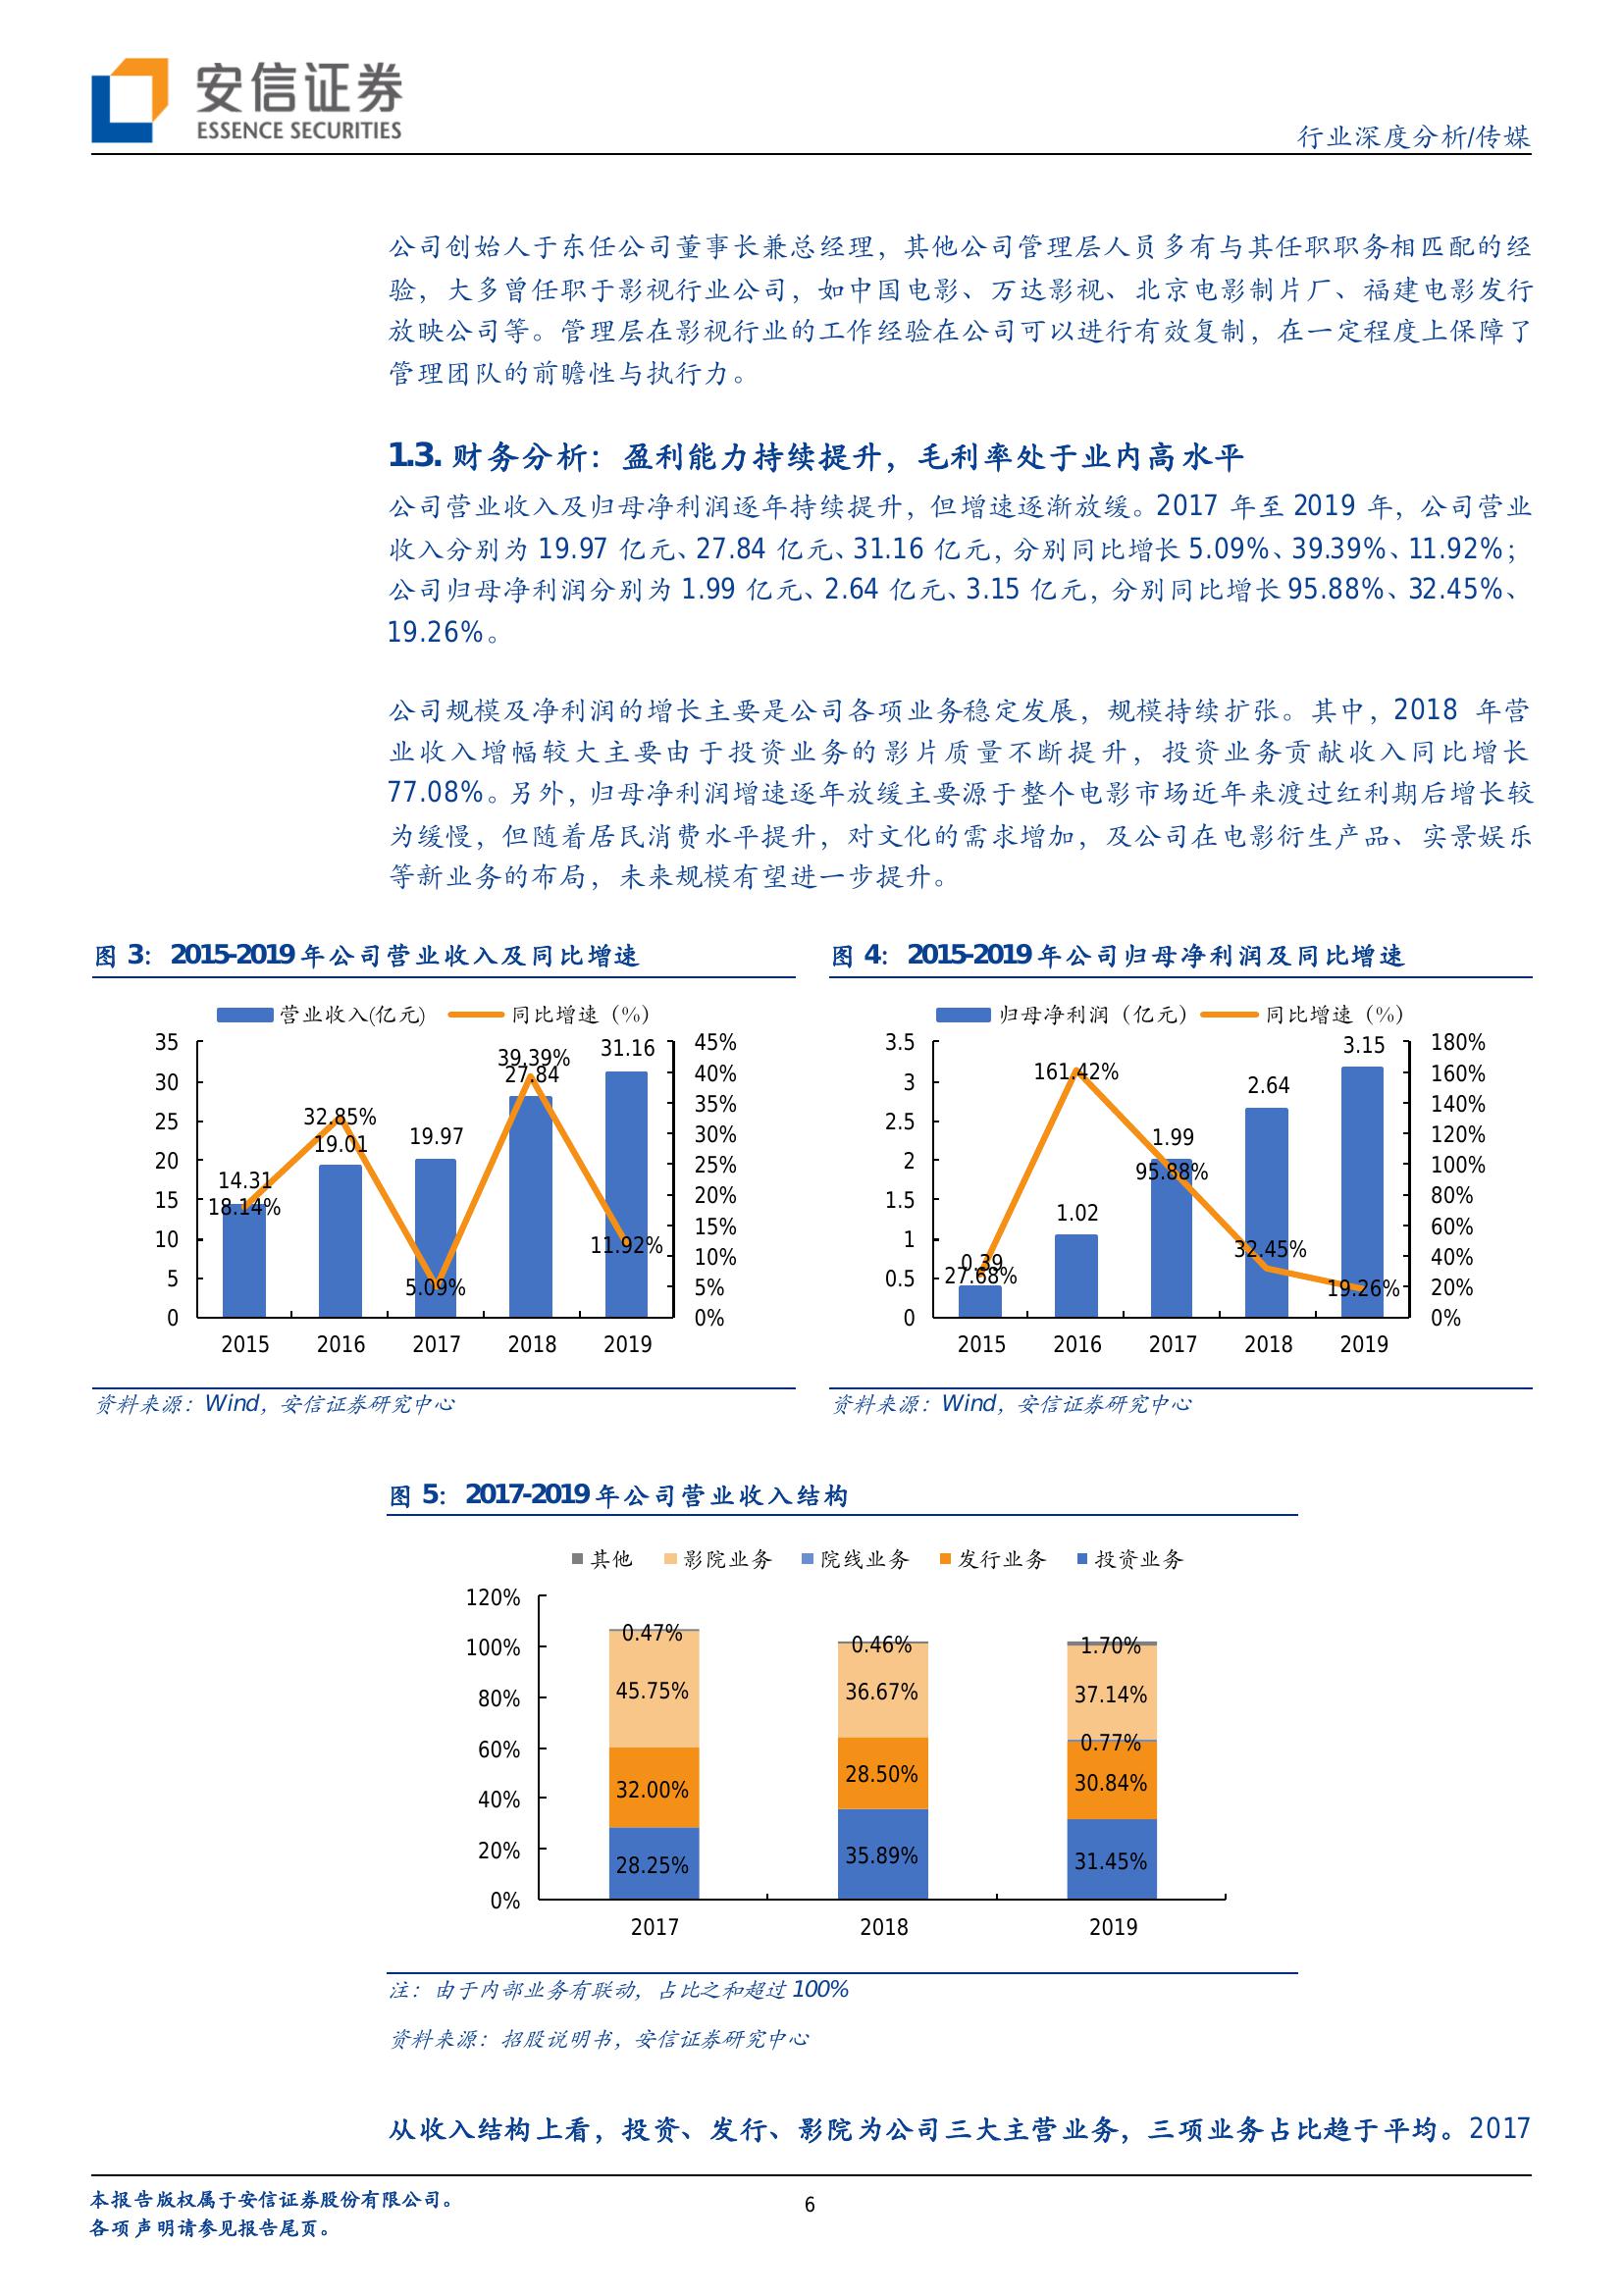 安信证券
ESSENCE SECURITIES
行业深度分析/传媒
公司创始人于东任公司董事长兼总经理，其他公司管理层人员多有与其任职职务相匹配的经
验，大多曾任职于影视行业公司，如中国电影、万达影视、北京电影制片厂、福建电影发行
放映公司等。管理层在影视行业的工作经验在公司可以进行有效复制，在一定程度上保障了
管理团队的前瞻性与执行力。
1.3. 财务分析：盈利能力持续提升，毛利率处于业内高水平
公司营业收入及归母净利润逐年持续提升，但增速逐渐放缓。2017 年至 2019 年，公司营业
收入分别为 19.97 亿元、27.84 亿元、31.16 亿元，分别同比增长 5.09%、39.39%、11.92%；
公司归母净利润分别为 1.99 亿元、2.64 亿元、3.15 亿元，分别同比增长 95.88%、32.45%、
19.26%。
公司规模及净利润的增长主要是公司各项业务稳定发展，规模持续扩张。其中，2018 年营
业收入增幅较大主要由于投资业务的影片质量不断提升，投资业务贡献收入同比增长
77.08%。另外，归母净利润增速逐年放缓主要源于整个电影市场近年来渡过红利期后增长较
为缓慢，但随着居民消费水平提升，对文化的需求增加，及公司在电影衍生产品、实景娱乐
等新业务的布局，未来规模有望进一步提升。
图 3：2015-2019 年公司营业收入及同比增速
营业收入(亿元) 同比增速（%）
35
30
25
20
15
10
5
0
45%
40%
35%
30%
25%
20%
15%
10%
5%
0%
14.31
18.14%
32.85%
19.01
19.97
5.09%
39.39%
27.84
31.16
11.92%
2015 2016 2017 2018 2019
资料来源：Wind，安信证券研究中心
图 4：2015-2019 年公司归母净利润及同比增速
归母净利润（亿元） 同比增速（%）
3.5
3
2.5
2
1.5
1
0.5
0
180%
160%
140%
120%
100%
80%
60%
40%
20%
0%
0.39
27.68%
161.42%
1.02
1.99
95.88%
2.64
32.45%
3.15
19.26%
2015 2016 2017 2018 2019
资料来源：Wind，安信证券研究中心
图 5：2017-2019 年公司营业收入结构
其他 影院业务 院线业务 发行业务 投资业务
120%
100%
80%
60%
40%
20%
0%
0.47%
45.75%
32.00%
28.25%
0.46%
36.67%
28.50%
35.89%
1.70%
37.14%
0.77%
30.84%
31.45%
2017 2018 2019
注：由于内部业务有联动，占比之和超过 100%
资料来源：招股说明书，安信证券研究中心
从收入结构上看，投资、发行、影院为公司三大主营业务，三项业务占比趋于平均。2017
本报告版权属于安信证券股份有限公司。
各项声明请参见报告尾页。
6